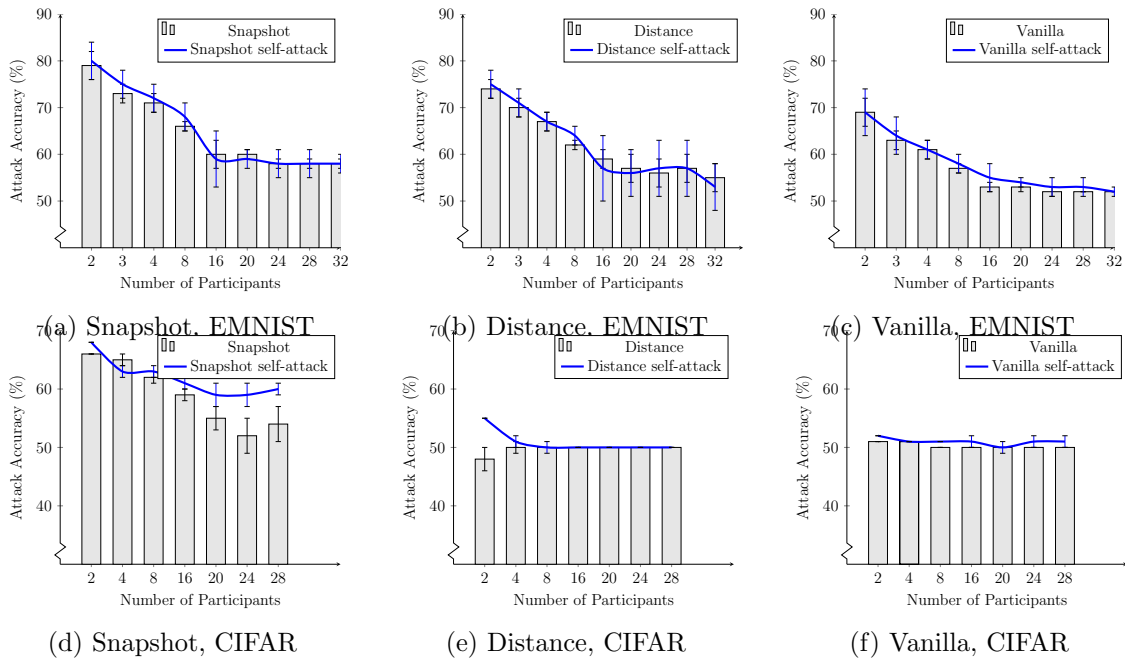 90
80
70
60
50
Attack Accuracy (%)
Snapshot
Snapshot self-attack
2 3 4 8 16 20 24 28 32
Number of Participants
(a) Snapshot, EMNIST
90
80
70
60
50
Attack Accuracy (%)
Distance
Distance self-attack
2 3 4 8 16 20 24 28 32
Number of Participants
(b) Distance, EMNIST
90
80
70
60
50
Attack Accuracy (%)
Vanilla
Vanilla self-attack
2 3 4 8 16 20 24 28 32
Number of Participants
(c) Vanilla, EMNIST
70
60
50
40
Attack Accuracy (%)
Snapshot
Snapshot self-attack
2 4 8 16 20 24 28
Number of Participants
(d) Snapshot, CIFAR
70
60
50
40
Attack Accuracy (%)
Distance
Distance self-attack
2 4 8 16 20 24 28
Number of Participants
(e) Distance, CIFAR
70
60
50
40
Attack Accuracy (%)
Vanilla
Vanilla self-attack
2 4 8 16 20 24 28
Number of Participants
(f) Vanilla, CIFAR